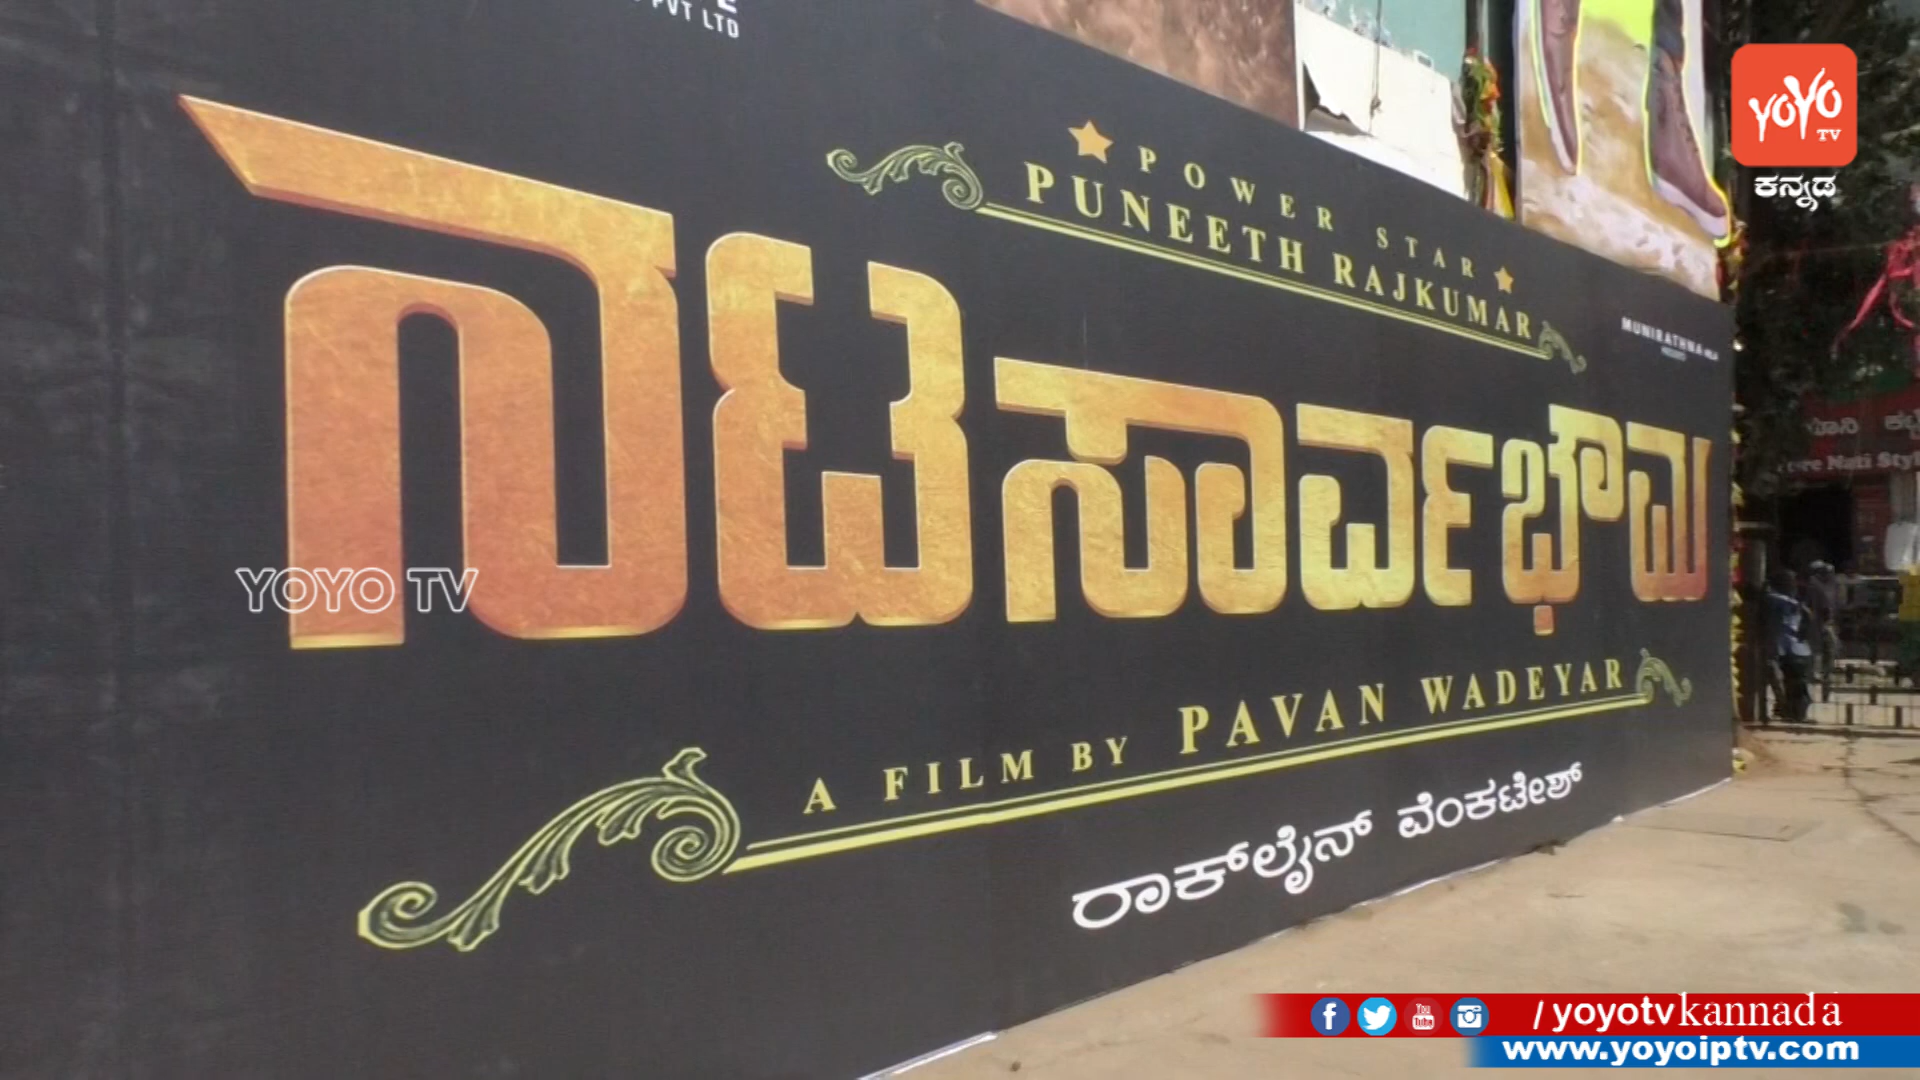 PVT LTD
YOYO
TV
ಕನ್ನಡ
POWER STAR
PUNEETH RAJKUMAR
MUNIRATHNA
ನಟಸಾರ್ವಭೌಮ
YOYO TV
A FILM BY PAVAN WADEYAR
ರಾಕ್‌ಲೈನ್ ವೆಂಕಟೇಶ್
/yoyotvkannada
www.yoyoiptv.com